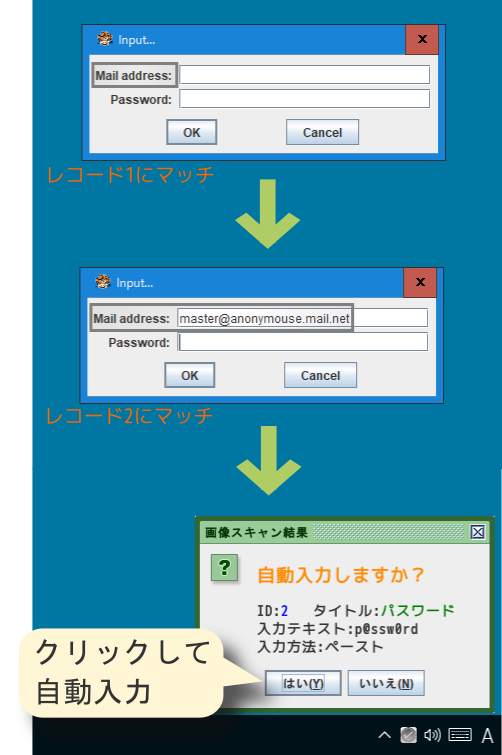 Input...
x
Mail address:
Password:
OK Cancel
レコード1にマッチ
Input...
x
Mail address: master@anonymouse.mail.net
Password:
OK Cancel
レコード2にマッチ
画像スキャン結果
?
自動入力しますか？
ID:2 タイトル:パスワード
入力テキスト:p@ssw0rd
入力方法:ペースト
はい(Y) いいえ(N)
クリックして
自動入力
A